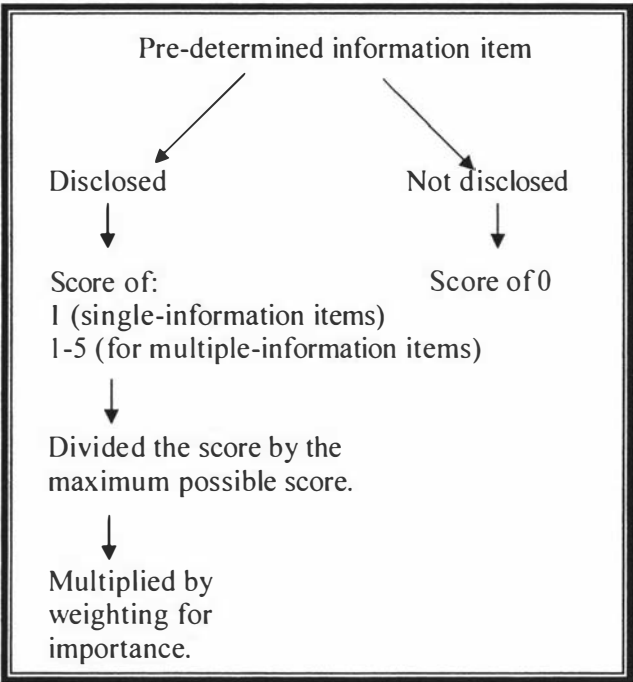 Pre-determined information item
Disclosed
Not disclosed
Score of:
1 (single-information items)
1-5 (for multiple-information items)
Score of 0
Divided the score by the
maximum possible score.
Multiplied by
weighting for
importance.